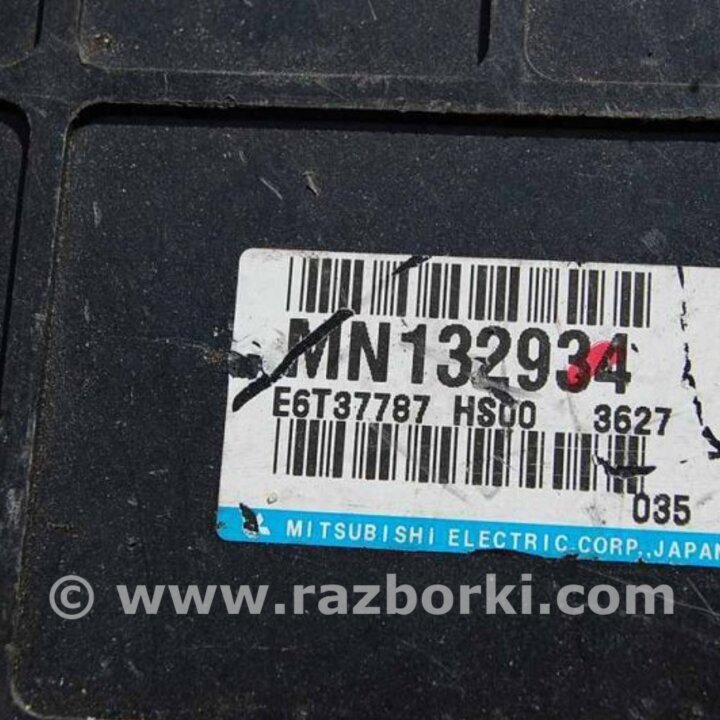 MN132934
E6T37787 HS00 3627
035
MITSUBISHI ELECTRIC CORP., JAPAN
© www.razborki.com